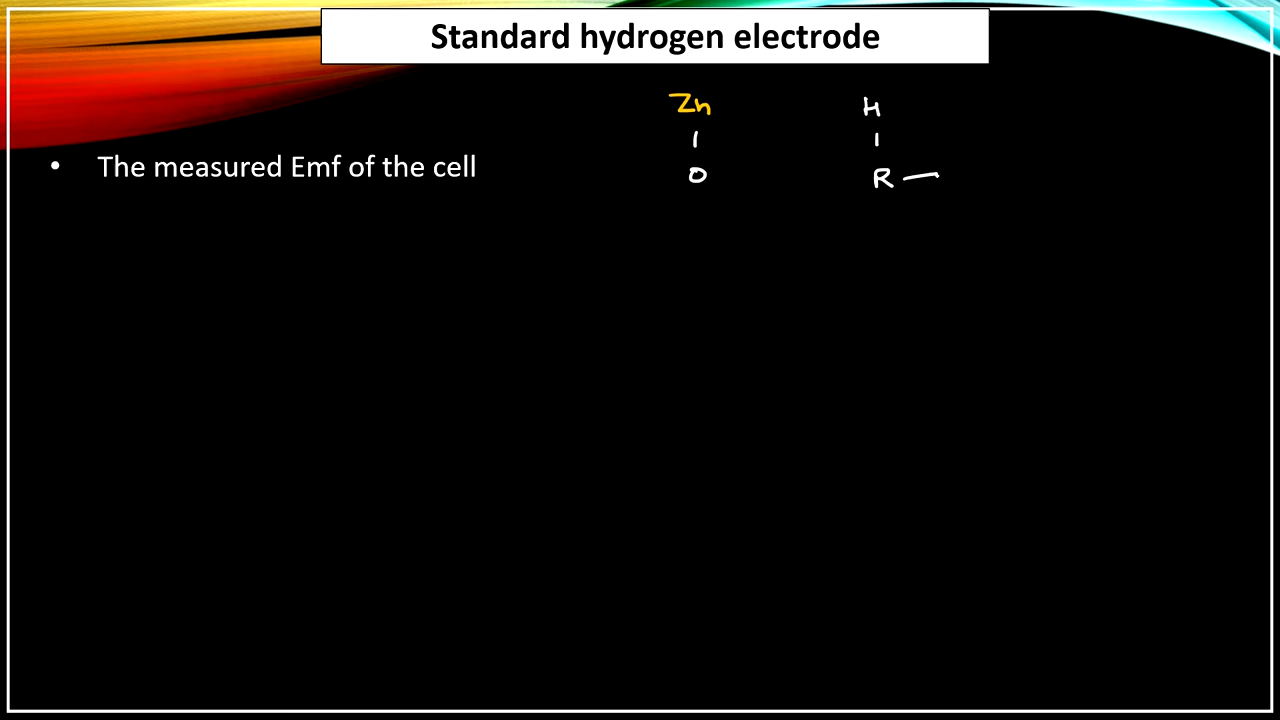 Standard hydrogen electrode
Zn H
• The measured Emf of the cell
O R —